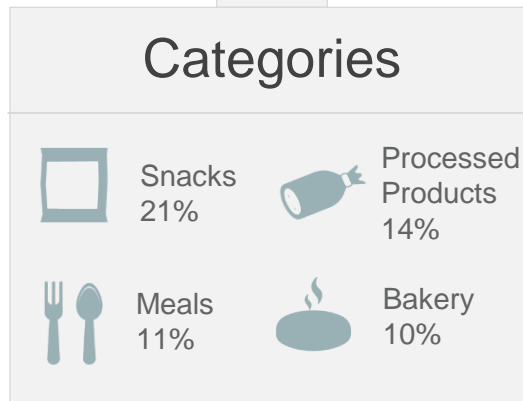 Categories
Snacks
21%
Processed
Products
14%
Meals
11%
Bakery
10%